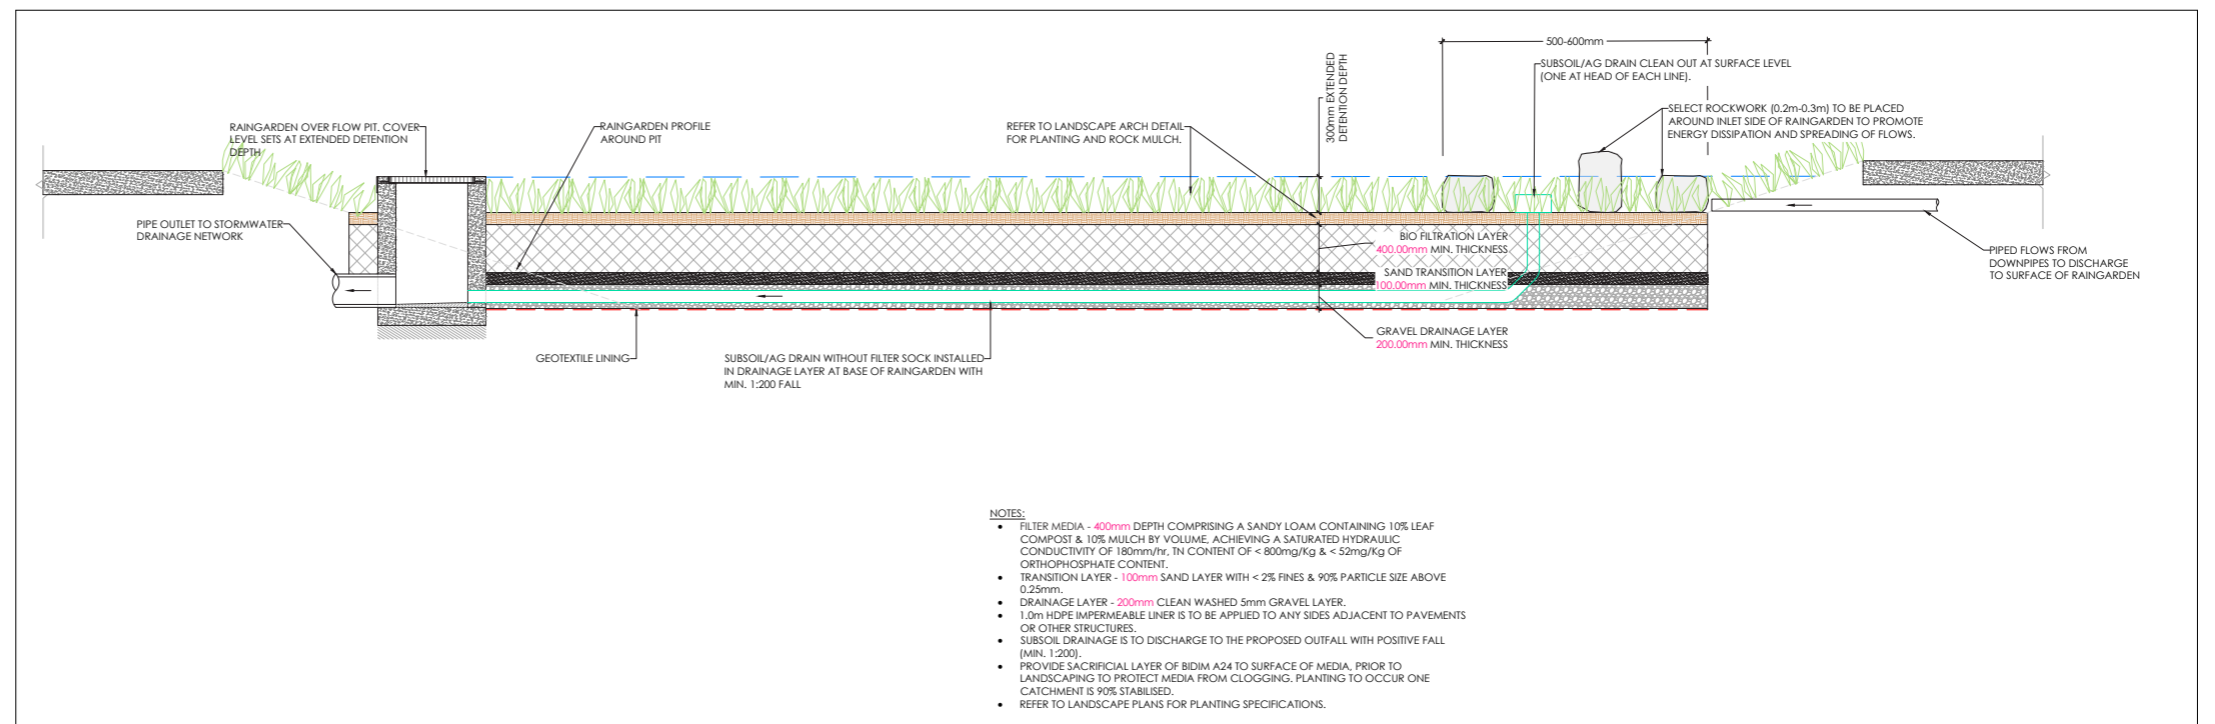 500-600mm
300mm EXTENDED
DETENTION DEPTH
SUBSOIL/AG DRAIN CLEAN OUT AT SURFACE LEVEL
(ONE AT HEAD OF EACH LINE).
SELECT ROCKWORK (0.2m-0.3m) TO BE PLACED
AROUND INLET SIDE OF RAINGARDEN TO PROMOTE
ENERGY DISSIPATION AND SPREADING OF FLOWS.
RAINGARDEN OVER FLOW PIT. COVER
LEVEL SETS AT EXTENDED DETENTION
DEPTH
RAINGARDEN PROFILE
AROUND PIT
REFER TO LANDSCAPE ARCH DETAIL
FOR PLANTING AND ROCK MULCH.
PIPE OUTLET TO STORMWATER
DRAINAGE NETWORK
BIO FILTRATION LAYER
400.00mm MIN. THICKNESS
SAND TRANSITION LAYER
100.00mm MIN. THICKNESS
PIPED FLOWS FROM
DOWNPIPES TO DISCHARGE
TO SURFACE OF RAINGARDEN
GRAVEL DRAINAGE LAYER
200.00mm MIN. THICKNESS
GEOTEXTILE LINING
SUBSOIL/AG DRAIN WITHOUT FILTER SOCK INSTALLED
IN DRAINAGE LAYER AT BASE OF RAINGARDEN WITH
MIN. 1:200 FALL
NOTES:
• FILTER MEDIA - 400mm DEPTH COMPRISING A SANDY LOAM CONTAINING 10% LEAF
COMPOST & 10% MULCH BY VOLUME, ACHIEVING A SATURATED HYDRAULIC
CONDUCTIVITY OF 180mm/hr, TN CONTENT OF < 800mg/Kg & < 52mg/Kg OF
ORTHOPHOSPHATE CONTENT.
• TRANSITION LAYER - 100mm SAND LAYER WITH < 2% FINES & 90% PARTICLE SIZE ABOVE
0.25mm.
• DRAINAGE LAYER - 200mm CLEAN WASHED 5mm GRAVEL LAYER.
• 1.0m HDPE IMPERMEABLE LINER IS TO BE APPLIED TO ANY SIDES ADJACENT TO PAVEMENTS
OR OTHER STRUCTURES.
• SUBSOIL DRAINAGE IS TO DISCHARGE TO THE PROPOSED OUTFALL WITH POSITIVE FALL
(MIN. 1:200).
• PROVIDE SACRIFICIAL LAYER OF BIDIM A24 TO SURFACE OF MEDIA, PRIOR TO
LANDSCAPING TO PROTECT MEDIA FROM CLOGGING. PLANTING TO OCCUR ONE
CATCHMENT IS 90% STABILISED.
• REFER TO LANDSCAPE PLANS FOR PLANTING SPECIFICATIONS.